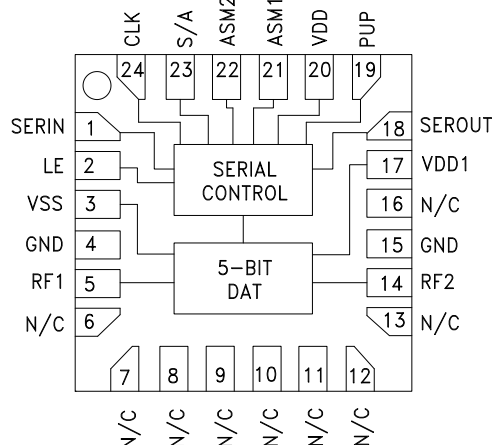 CLK
S/A
ASM2
ASM1
VDD
PUP
24
23
22
21
20
19
SERIN
1
18
SEROUT
LE
2
17
VDD1
VSS
3
16
N/C
GND
4
15
GND
RF1
5
14
RF2
N/C
6
13
N/C
SERIAL
CONTROL
5-BIT
DAT
7
8
9
10
11
12
N/C
N/C
N/C
N/C
N/C
N/C